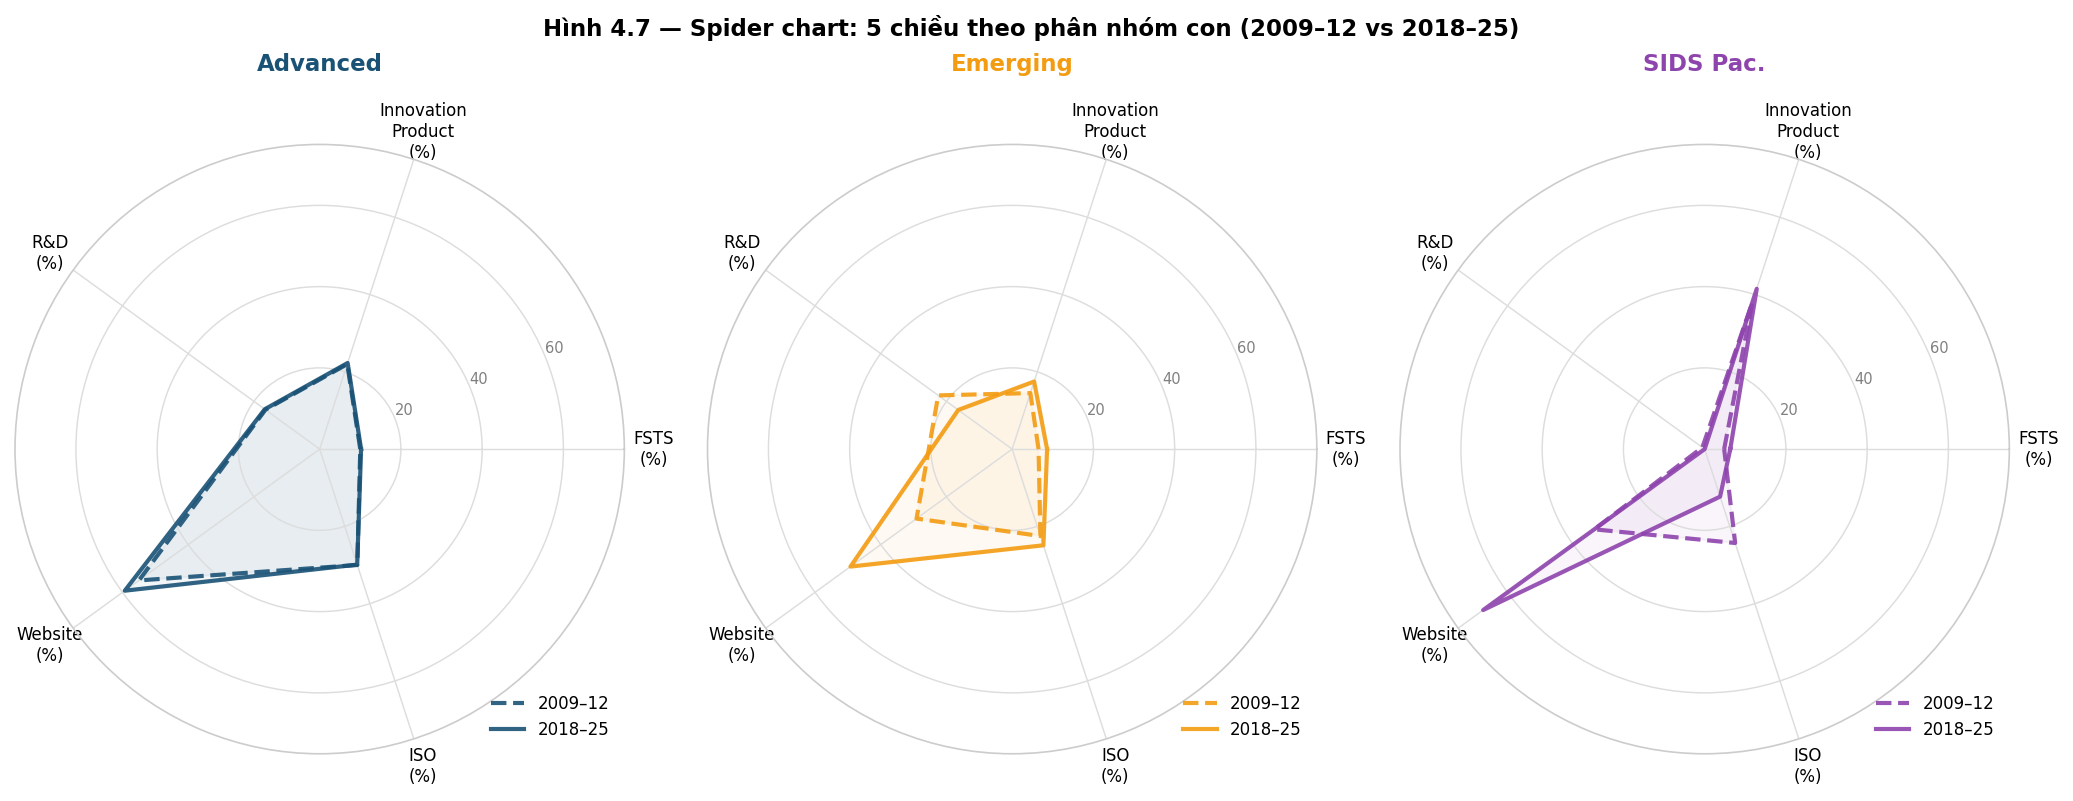 Hình 4.7 — Spider chart: 5 chiều theo phân nhóm con (2009–12 vs 2018–25)
Advanced
Innovation
Product
(%)
R&D
(%)
60
40
20
FSTS
(%)
Website
(%)
ISO
(%)
2009–12
2018–25
Emerging
Innovation
Product
(%)
R&D
(%)
60
40
20
FSTS
(%)
Website
(%)
ISO
(%)
2009–12
2018–25
SIDS Pac.
Innovation
Product
(%)
R&D
(%)
60
40
20
FSTS
(%)
Website
(%)
ISO
(%)
2009–12
2018–25